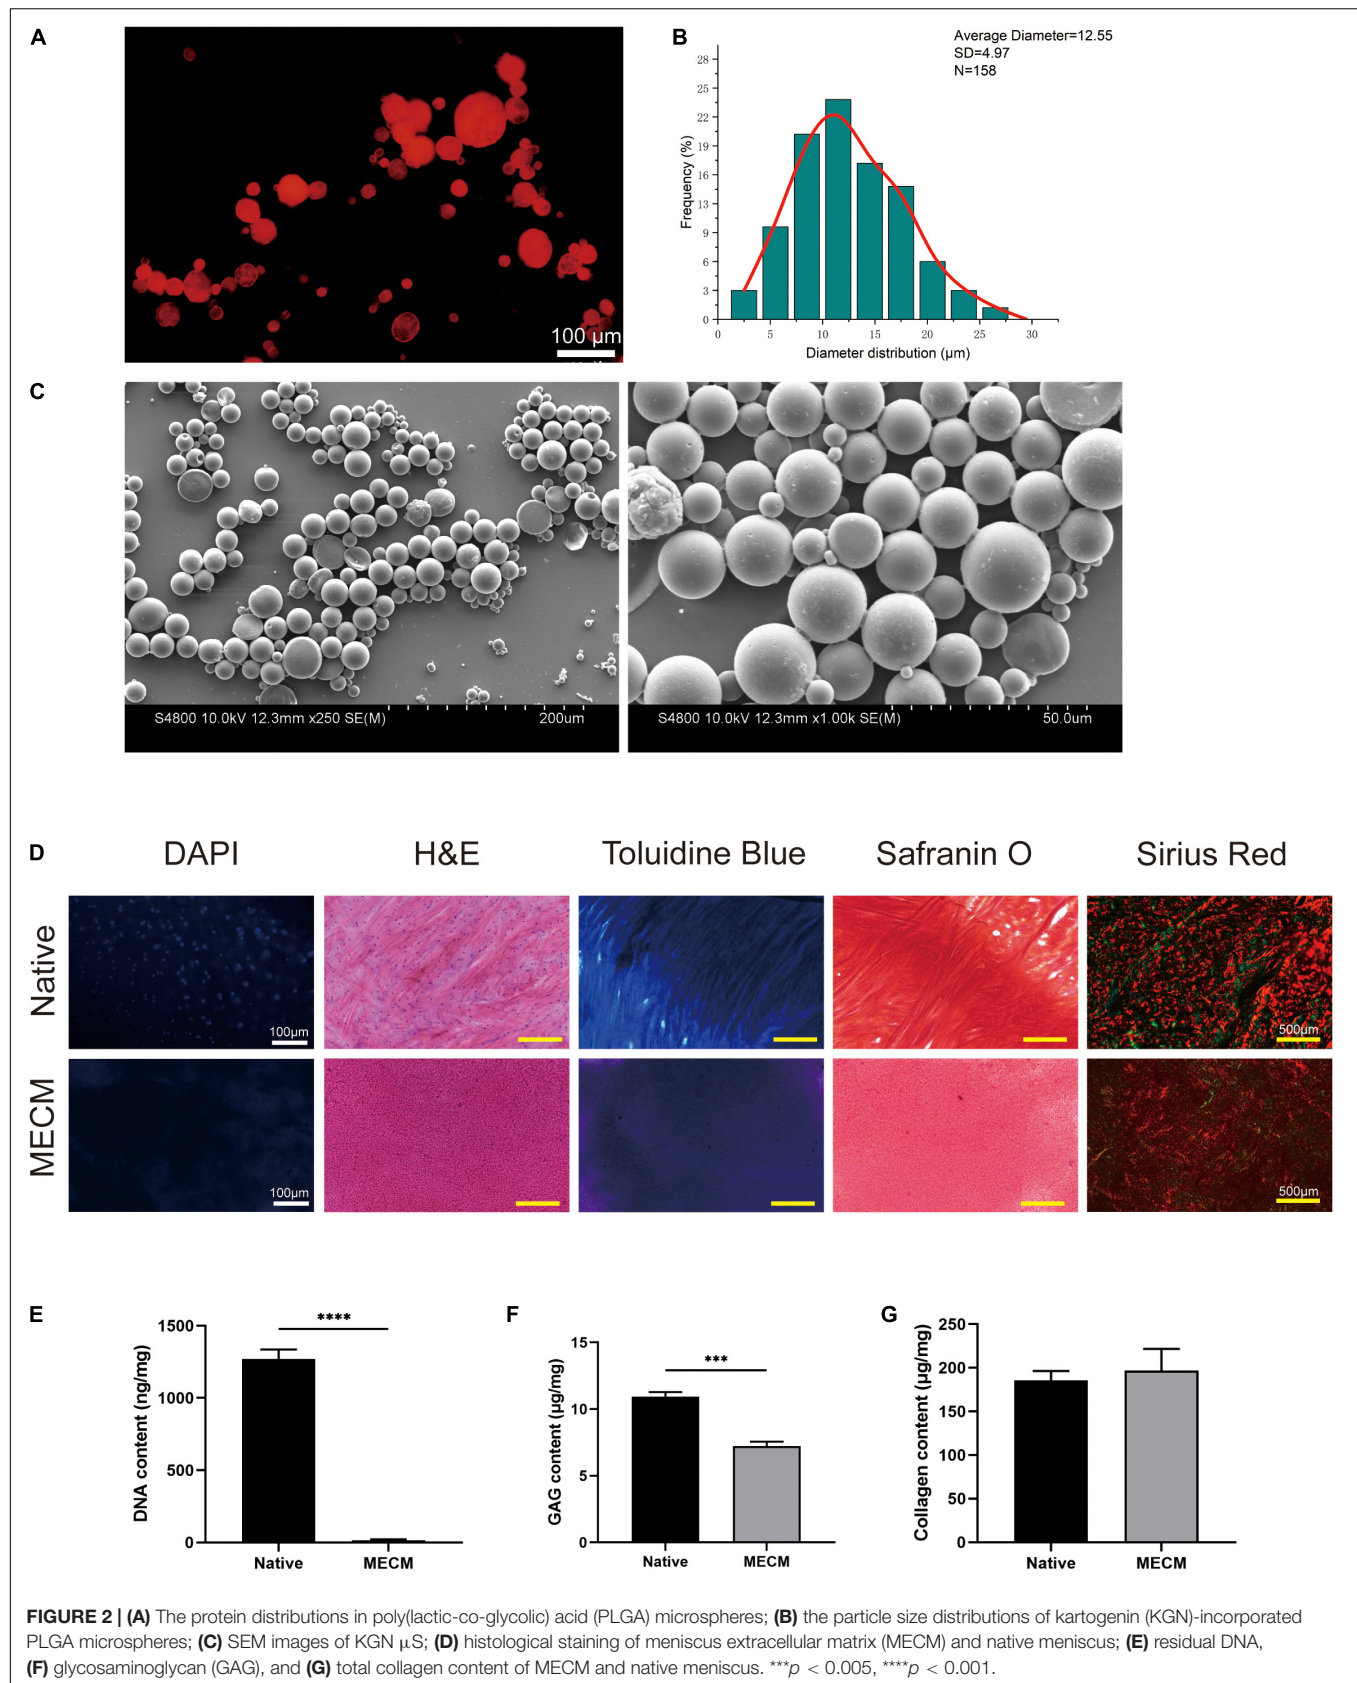 A
100 µm
B
Average Diameter=12.55
SD=4.97
N=158
Frequency (%)
28
25
22
19
16
13
9
6
3
0
0 5 10 15 20 25 30
Diameter distribution (µm)
C
S4800 10.0kV 12.3mm x250 SE(M) 200um
S4800 10.0kV 12.3mm x1.00k SE(M) 50.0um
D
DAPI H&E Toluidine Blue Safranin O Sirius Red
Native
100µm
500µm
MECM
100µm
500µm
E
DNA content (ng/mg)
1500
1000
500
0
****
Native MECM
F
GAG content (µg/mg)
15
10
5
0
***
Native MECM
G
Collagen content (µg/mg)
250
200
150
100
50
0
Native MECM
FIGURE 2 | (A) The protein distributions in poly(lactic-co-glycolic) acid (PLGA) microspheres; (B) the particle size distributions of kartogenin (KGN)-incorporated
PLGA microspheres; (C) SEM images of KGN µS; (D) histological staining of meniscus extracellular matrix (MECM) and native meniscus; (E) residual DNA,
(F) glycosaminoglycan (GAG), and (G) total collagen content of MECM and native meniscus. ***p < 0.005, ****p < 0.001.